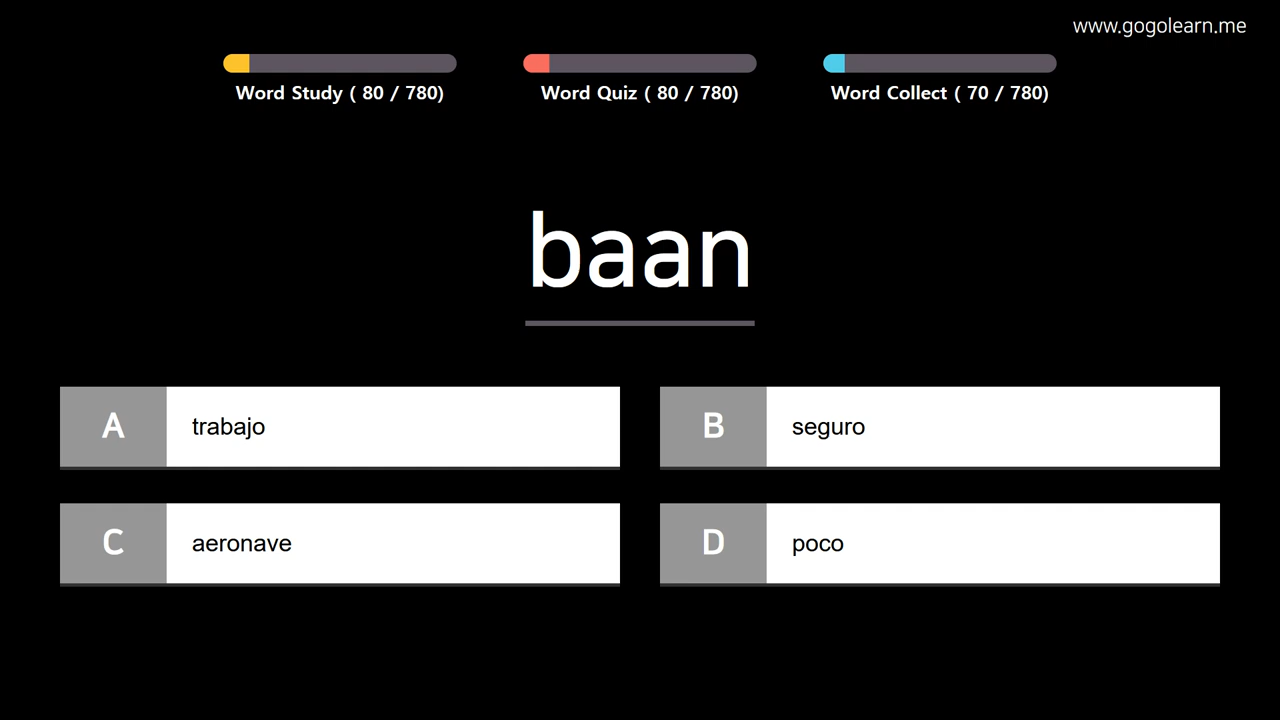 www.gogolearn.me
Word Study ( 80 / 780)
Word Quiz ( 80 / 780)
Word Collect ( 70 / 780)
baan
A trabajo
B seguro
C aeronave
D poco